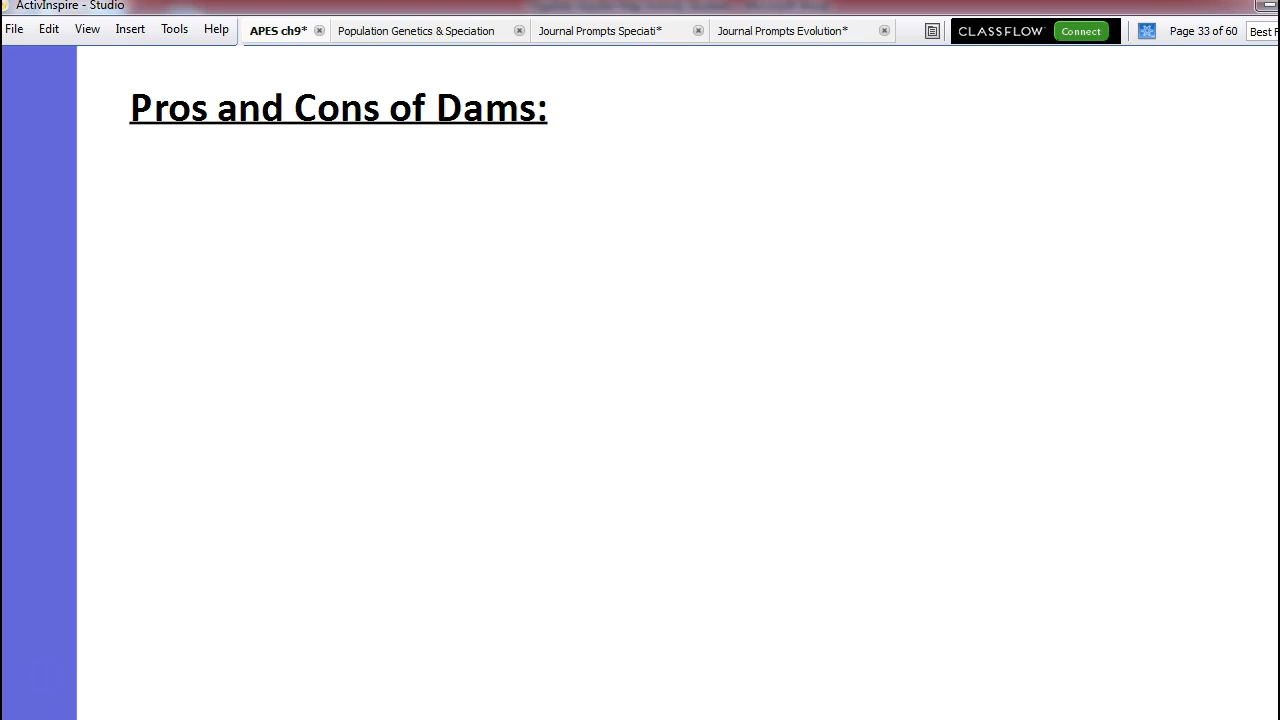 ActivInspire - Studio
File Edit View Insert Tools Help APES ch9* Population Genetics Speciation Journal Prompts Speciati* Journal Prompts Evolution* CLASSFLOW Connect Page 33 of 60 Best F
Pros and Cons of Dams: